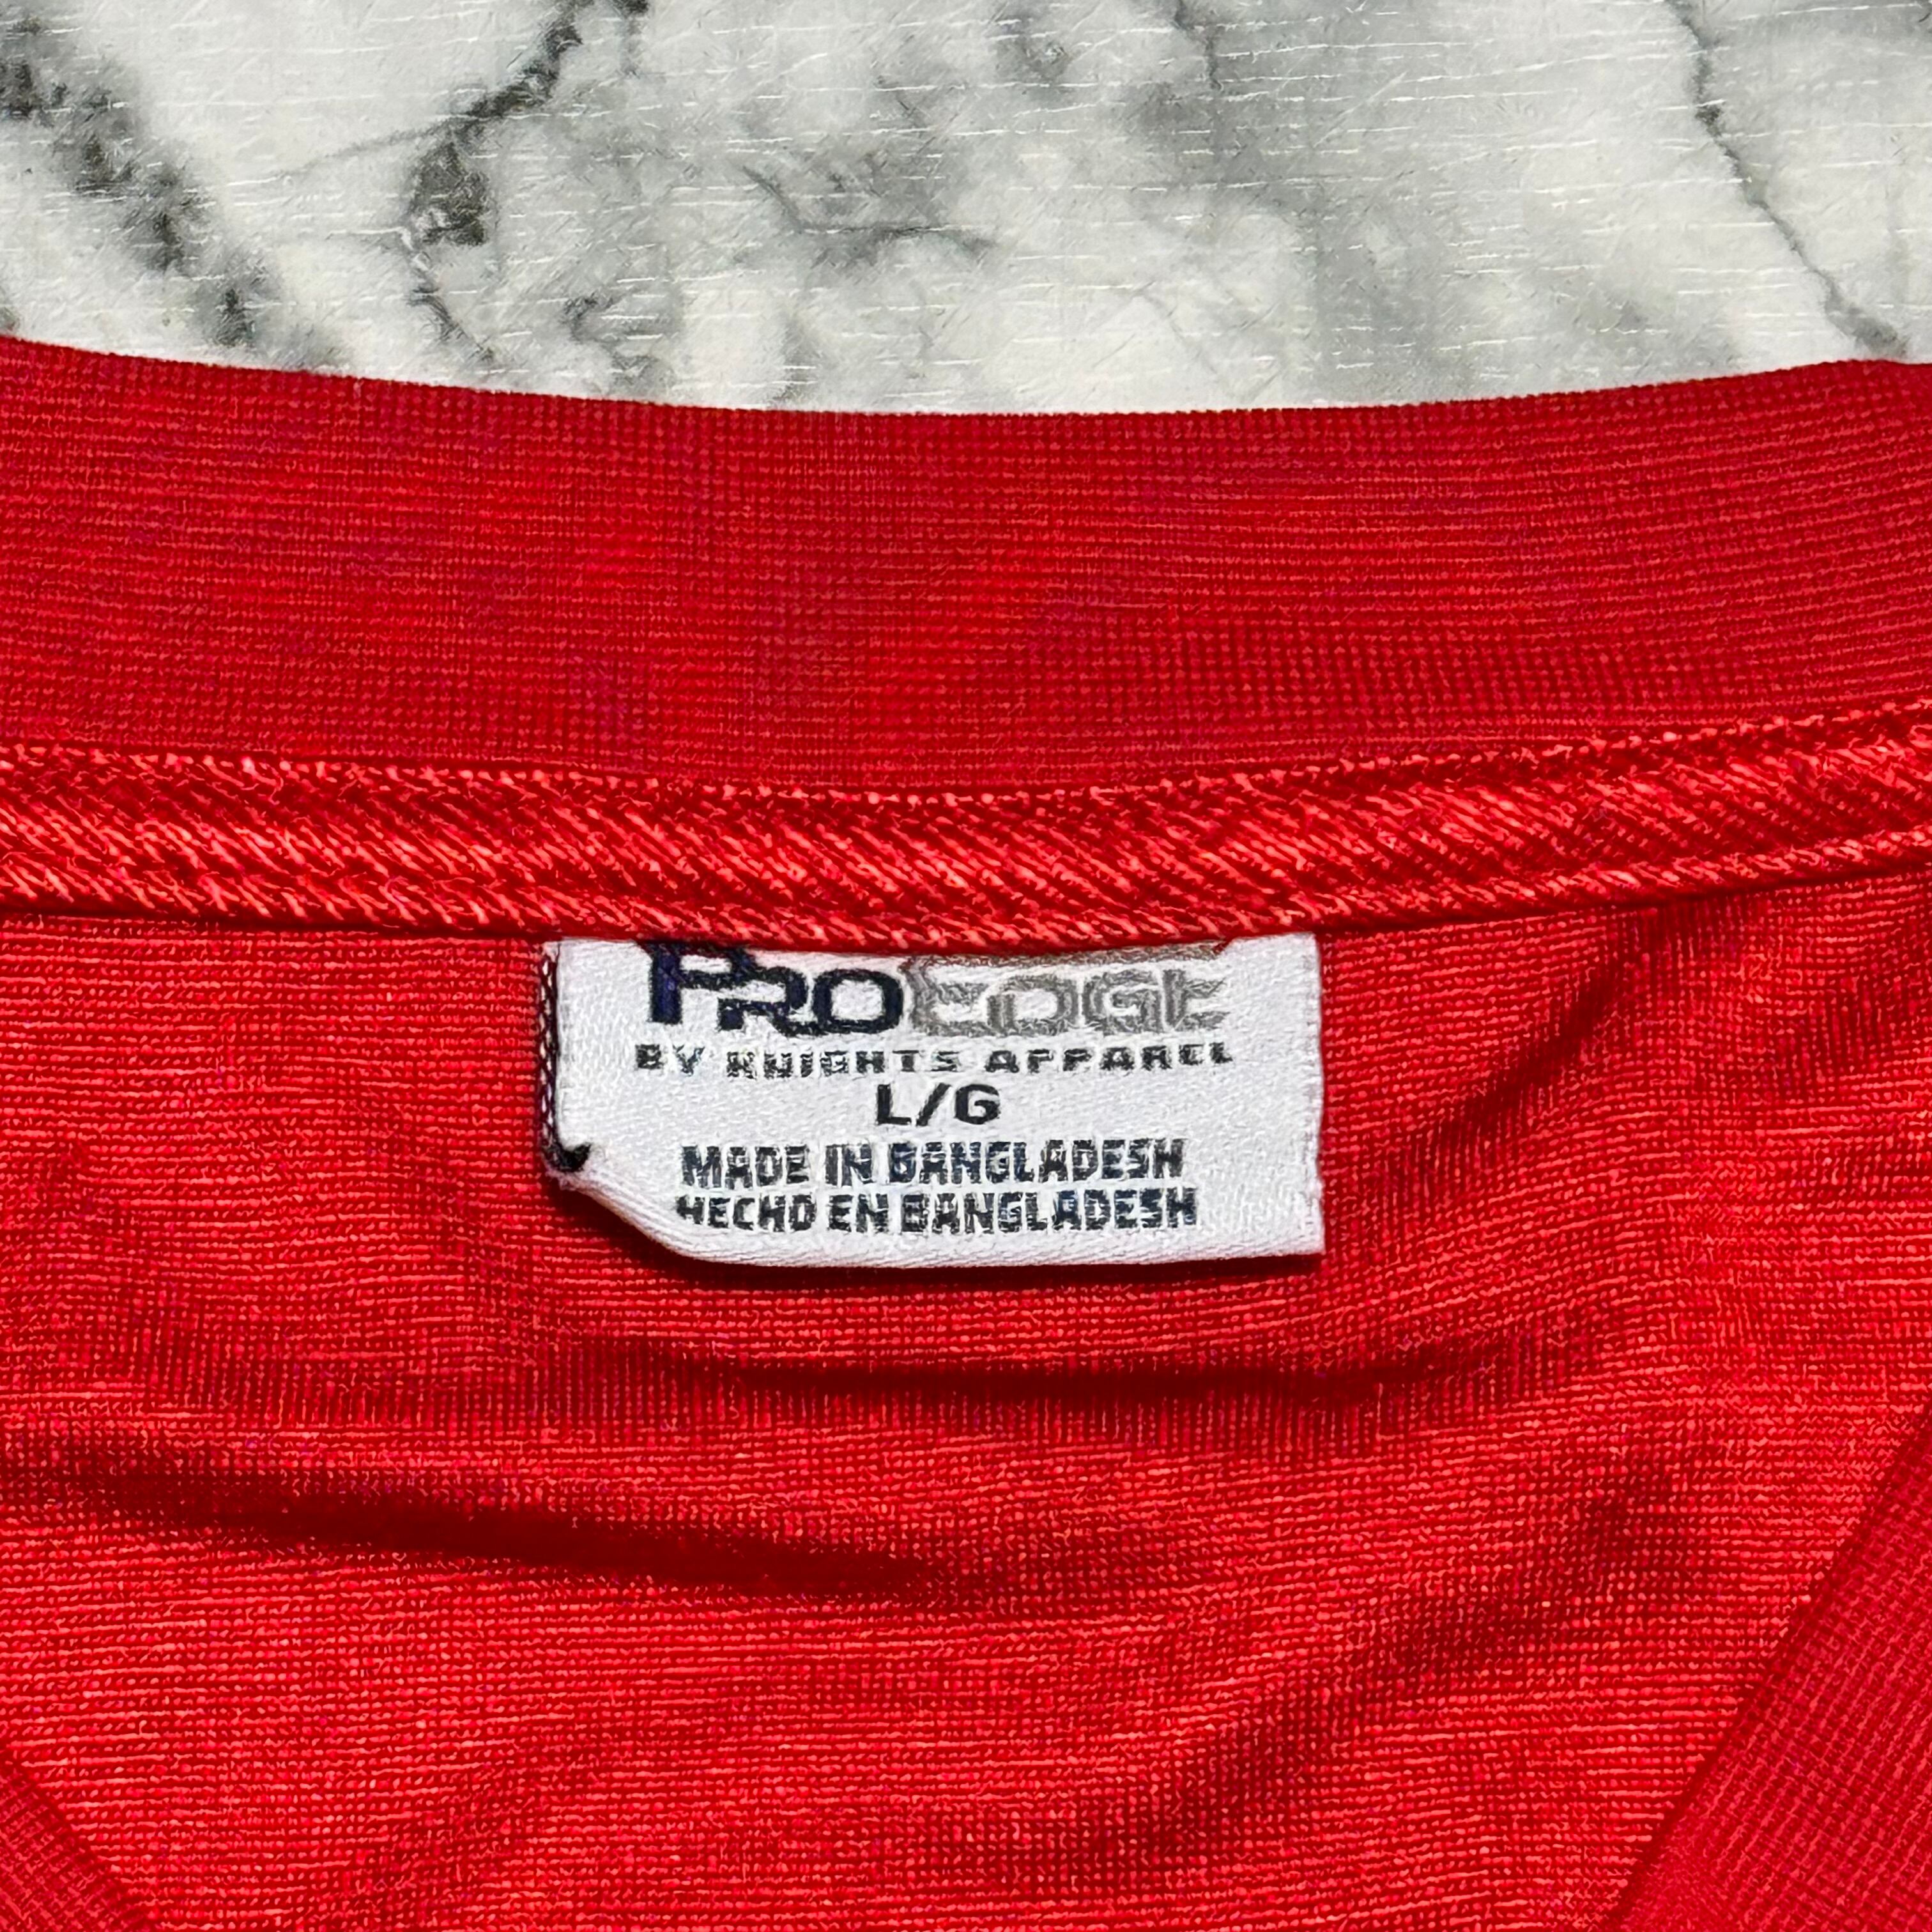 PROEDGE
BY KNIGHTS APPAREL
L/G
MADE IN BANGLADESH
HECHO EN BANGLADESH